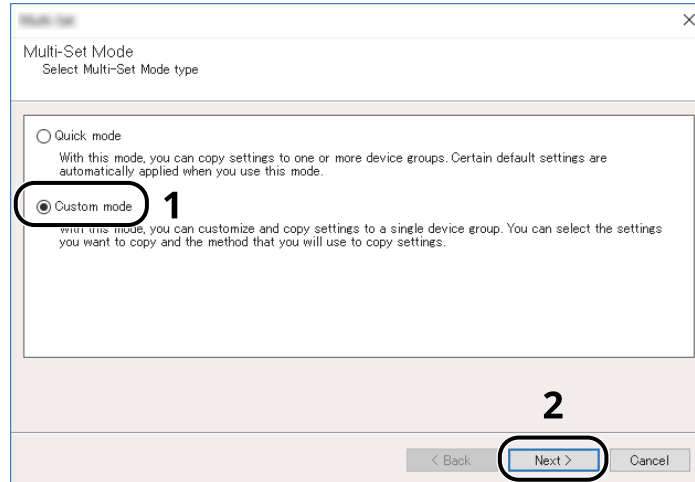 Multi-Set Mode
Select Multi-Set Mode type
Quick mode
With this mode, you can copy settings to one or more device groups. Certain default settings are
automatically applied when you use this mode.
Custom mode
1
With this mode, you can customize and copy settings to a single device group. You can select the settings
you want to copy and the method that you will use to copy settings.
2
< Back
Next >
Cancel